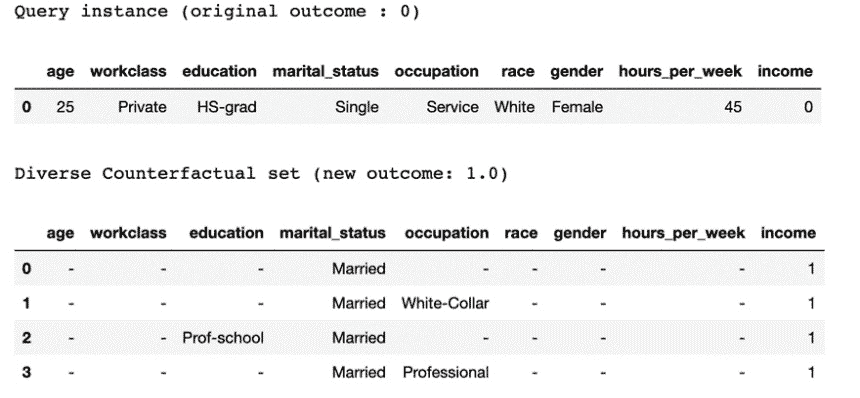 Query instance (original outcome : 0)
age workclass education marital_status occupation race gender hours_per_week income
0 25 Private HS-grad Single Service White Female 45 0
Diverse Counterfactual set (new outcome: 1.0)
age workclass education marital_status occupation race gender hours_per_week income
0 - - - Married - - - - 1
1 - - - Married White-Collar - - - 1
2 - - Prof-school Married - - - - 1
3 - - - Married Professional - - - 1